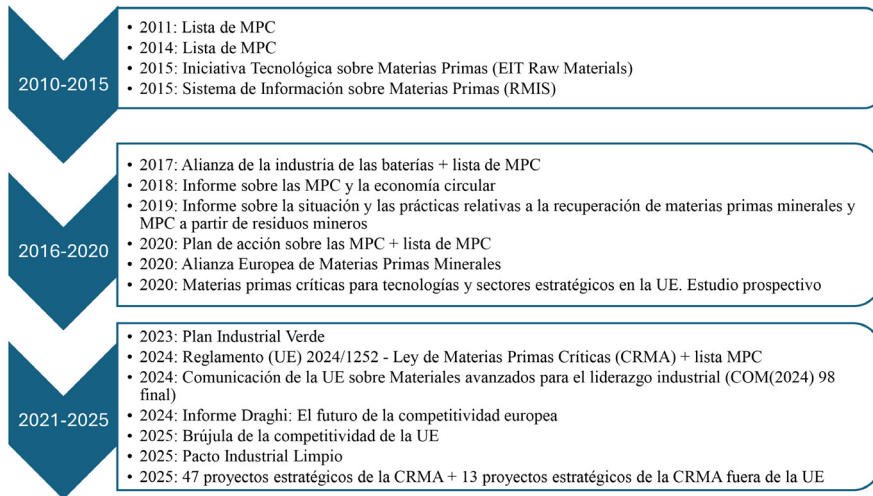 2010-2015
• 2011: Lista de MPC
• 2014: Lista de MPC
• 2015: Iniciativa Tecnológica sobre Materias Primas (EIT Raw Materials)
• 2015: Sistema de Información sobre Materias Primas (RMIS)
2016-2020
• 2017: Alianza de la industria de las baterías + lista de MPC
• 2018: Informe sobre las MPC y la economía circular
• 2019: Informe sobre la situación y las prácticas relativas a la recuperación de materias primas minerales y
MPC a partir de residuos mineros
• 2020: Plan de acción sobre las MPC + lista de MPC
• 2020: Alianza Europea de Materias Primas Minerales
• 2020: Materias primas críticas para tecnologías y sectores estratégicos en la UE. Estudio prospectivo
2021-2025
• 2023: Plan Industrial Verde
• 2024: Reglamento (UE) 2024/1252 - Ley de Materias Primas Críticas (CRMA) + lista MPC
• 2024: Comunicación de la UE sobre Materiales avanzados para el liderazgo industrial (COM(2024) 98
final)
• 2024: Informe Draghi: El futuro de la competitividad europea
• 2025: Brújula de la competitividad de la UE
• 2025: Pacto Industrial Limpio
• 2025: 47 proyectos estratégicos de la CRMA + 13 proyectos estratégicos de la CRMA fuera de la UE